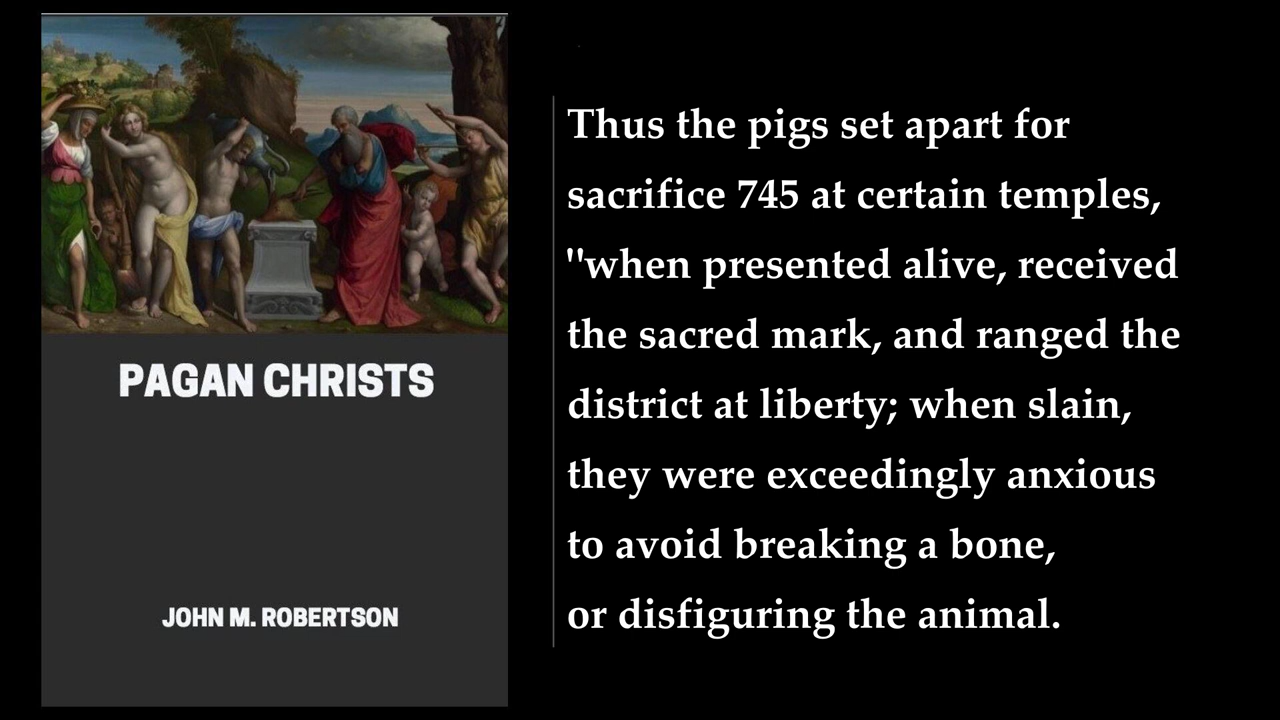 PAGAN CHRISTS
JOHN M. ROBERTSON
Thus the pigs set apart for
sacrifice 745 at certain temples,
"when presented alive, received
the sacred mark, and ranged the
district at liberty; when slain,
they were exceedingly anxious
to avoid breaking a bone,
or disfiguring the animal.